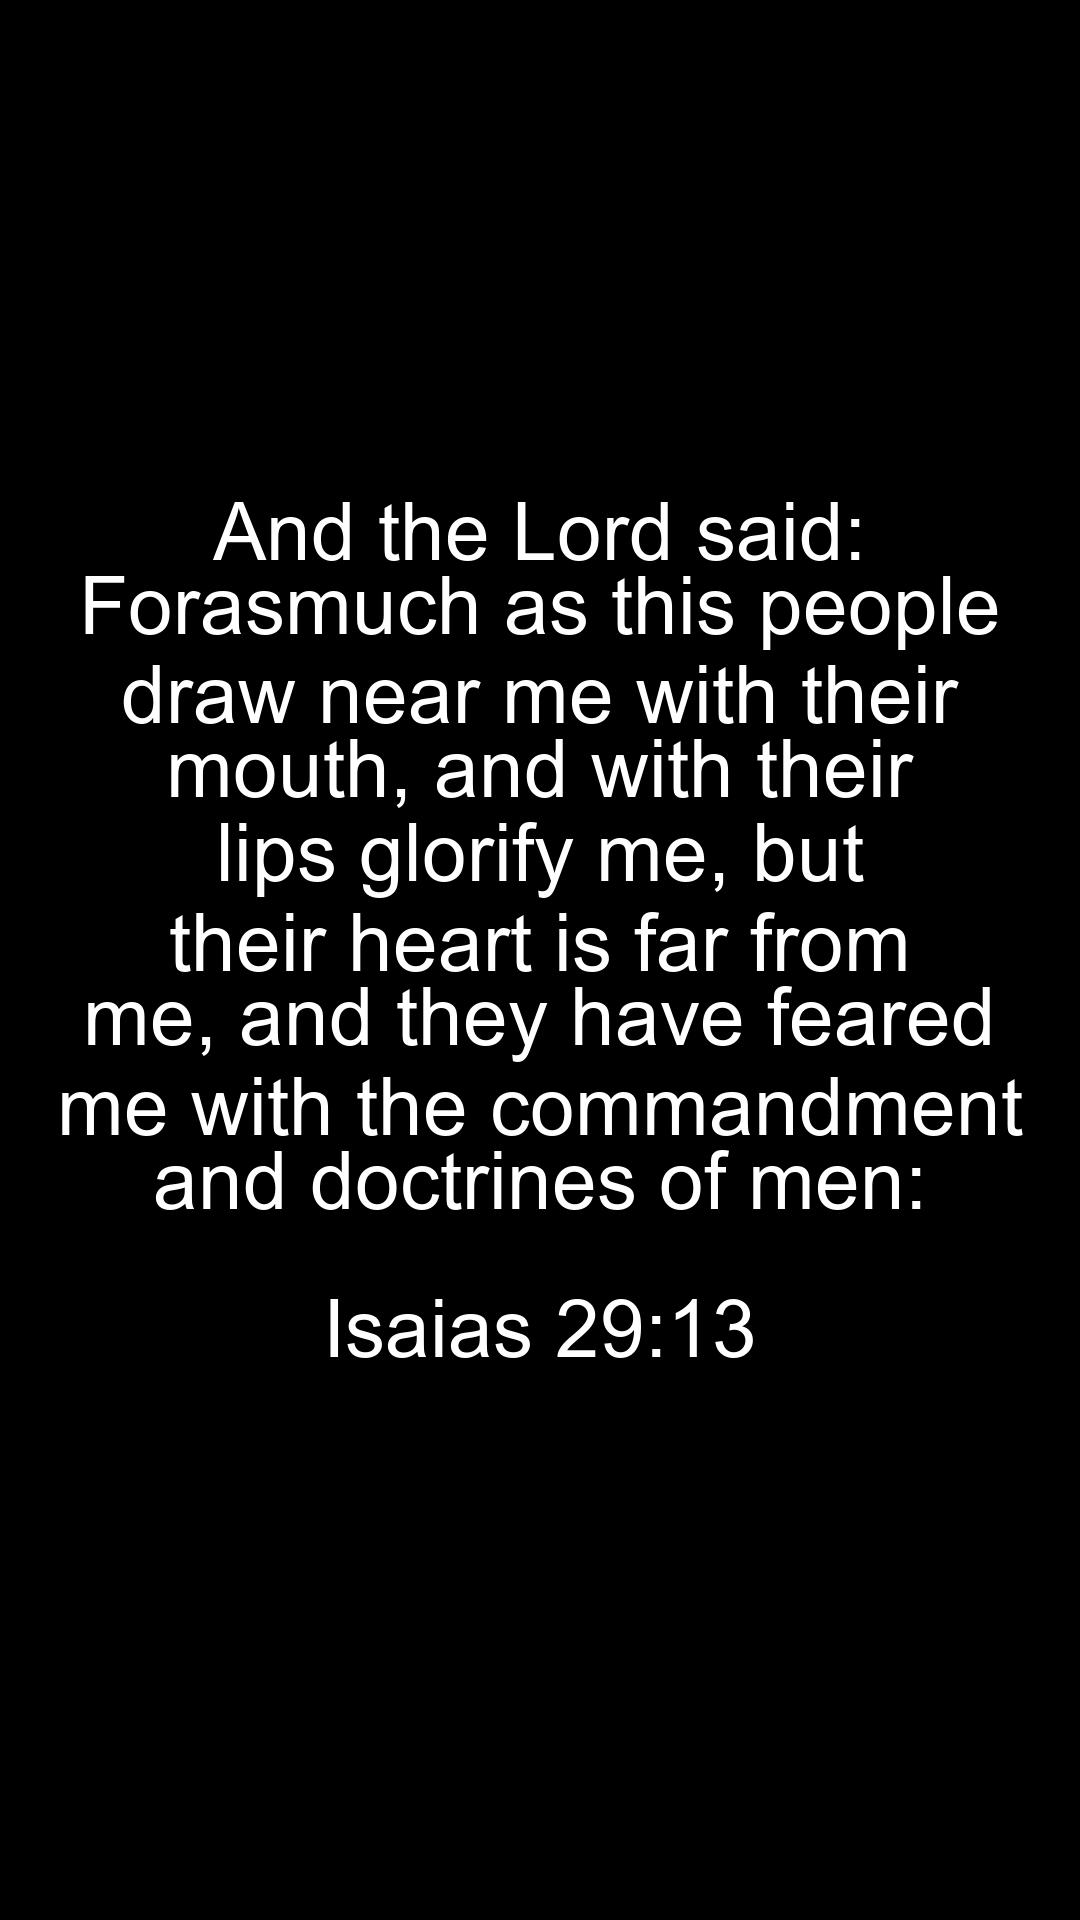 And the Lord said:
Forasmuch as this people
draw near me with their
mouth, and with their
lips glorify me, but
their heart is far from
me, and they have feared
me with the commandment
and doctrines of men:
Isaias 29:13